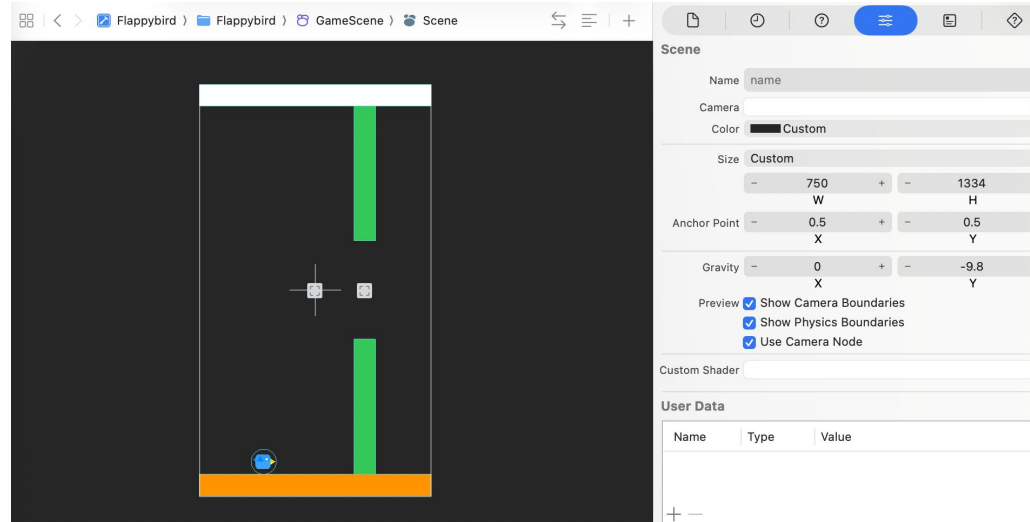 Flappybird Flappybird GameScene Scene
Scene
Name name
Camera
Color Custom
Size Custom
− 750 + − 1334
W H
Anchor Point − 0.5 + − 0.5
X Y
Gravity − 0 + − -9.8
X Y
Preview Show Camera Boundaries
Show Physics Boundaries
Use Camera Node
Custom Shader
User Data
Name Type Value
+ −